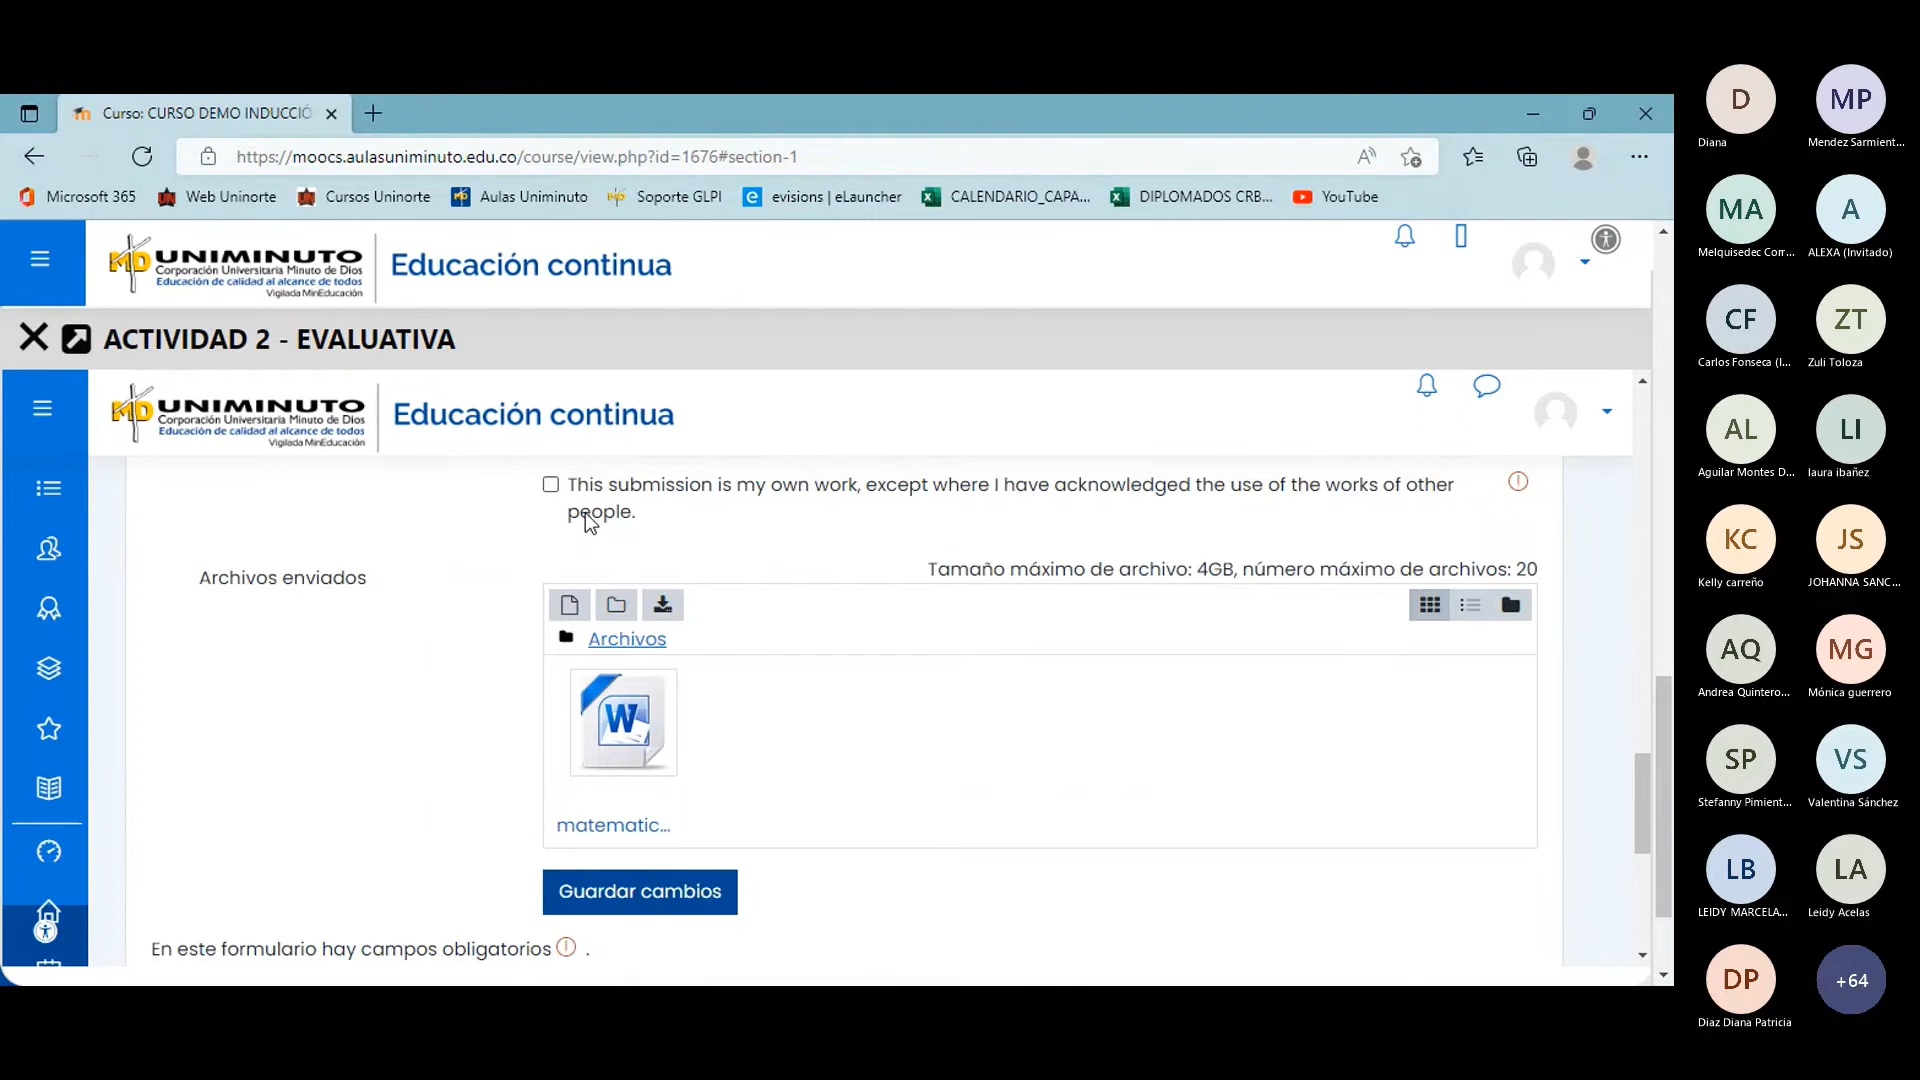 Curso: CURSO DEMO INDUCCIÓ
https://moocs.aulasuniminuto.edu.co/course/view.php?id=1676#section-1
Microsoft 365 Web Uninorte Cursos Uninorte Aulas Uniminuto Soporte GLPI evisions | eLauncher CALENDARIO_CAPA... DIPLOMADOS CRB... YouTube
UNIMINUTO
Corporación Universitaria Minuto de Dios
Educación de calidad al alcance de todos
Vigilada MinEducación
Educación continua
ACTIVIDAD 2 - EVALUATIVA
UNIMINUTO
Corporación Universitaria Minuto de Dios
Educación de calidad al alcance de todos
Vigilada MinEducación
Educación continua
This submission is my own work, except where I have acknowledged the use of the works of other
people.
Archivos enviados
Tamaño máximo de archivo: 4GB, número máximo de archivos: 20
Archivos
W
matematic...
Guardar cambios
En este formulario hay campos obligatorios .
D MP
Diana Mendez Sarmient...
MA A
Melquisedec Corr... ALEXA (Invitado)
CF ZT
Carlos Fonseca (I... Zuli Toloza
AL LI
Aguilar Montes D... laura ibañez
KC JS
Kelly carreño JOHANNA SANC...
AQ MG
Andrea Quintero... Mónica guerrero
SP VS
Stefanny Pimient... Valentina Sánchez
LB LA
LEIDY MARCELA... Leidy Acelas
DP +64
Diaz Diana Patricia